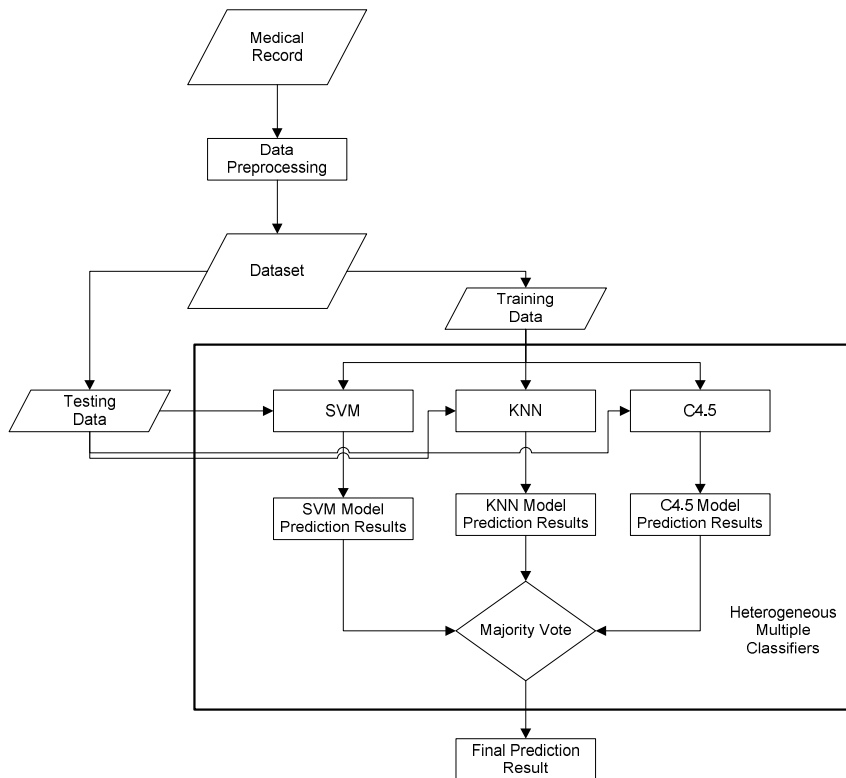 Medical
Record
Data
Preprocessing
Dataset
Training
Data
Testing
Data
SVM
KNN
C4.5
SVM Model
Prediction Results
KNN Model
Prediction Results
C4.5 Model
Prediction Results
Majority Vote
Heterogeneous
Multiple
Classifiers
Final Prediction
Result